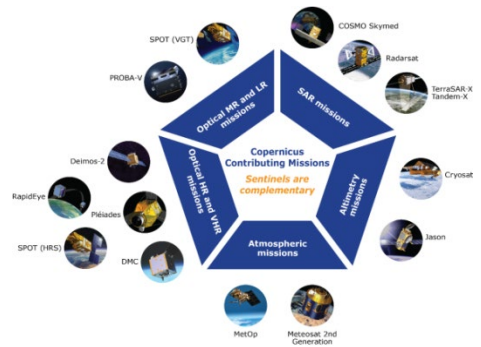 COSMO Skymed
SPOT (VGT)
Radarsat
PROBA-V
TerraSAR-X
Tandem-X
Optical MR and LR
missions
SAR missions
Copernicus
Contributing Missions
Sentinels are
complementary
Deimos-2
Optical HR and VHR
missions
Altimetry
missions
Cryosat
RapidEye
Pléiades
Jason
SPOT (HRS)
Atmospheric
missions
DMC
MetOp
Meteosat 2nd
Generation